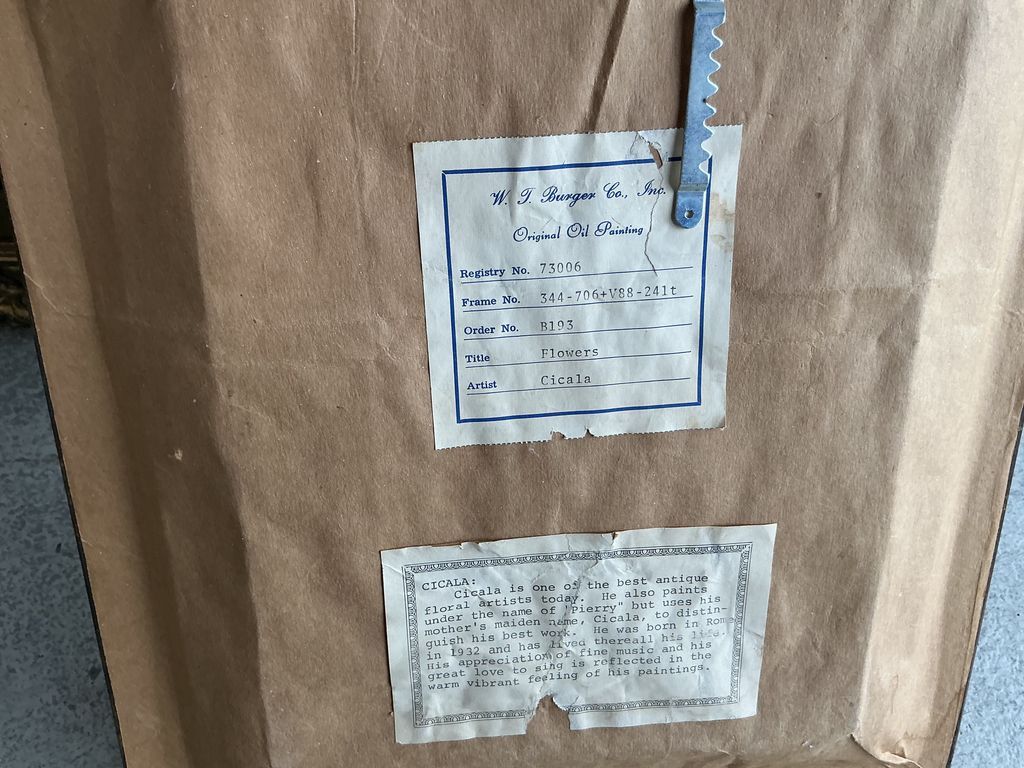 W. T. Burger Co., Inc.
Original Oil Painting
Registry No. 73006
Frame No. 344-706+V88-241t
Order No. B193
Title Flowers
Artist Cicala
CICALA:
Cicala is one of the best antique
floral artists today. He also paints
under the name of "Pierry" but uses his
mother's maiden name, Cicala, to distin-
guish his best work. He was born in Rome
in 1932 and has lived thereall his life.
His appreciation of fine music and his
great love to sing is reflected in the
warm vibrant feeling of his paintings.